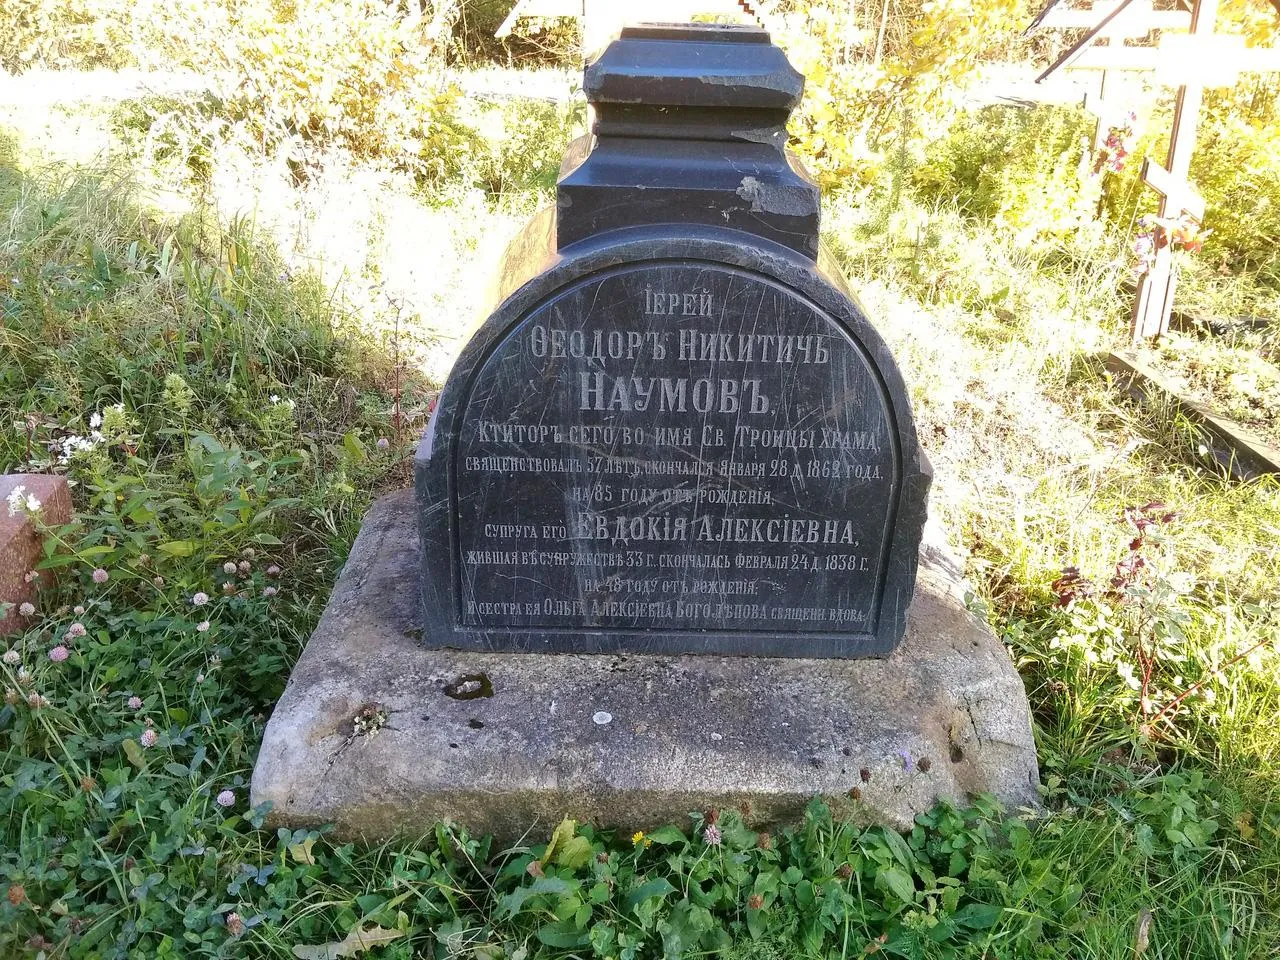 Іерей
Ѳеодоръ Никитичь
Наумовъ,
Ктиторъ сего во имя Св. Троицы храма,
священствовалъ 57 лѣтъ, скончался Января 28 д. 1862 года.
на 85 году отъ рожденія,
супруга его Евдокія Алексіевна,
жившая въ супружествѣ 33 г. скончалась Февраля 24 д. 1838 г.
на 48 году отъ рожденія;
и сестра ея Ольга Алексіевна Боголѣпова священн. вдова.